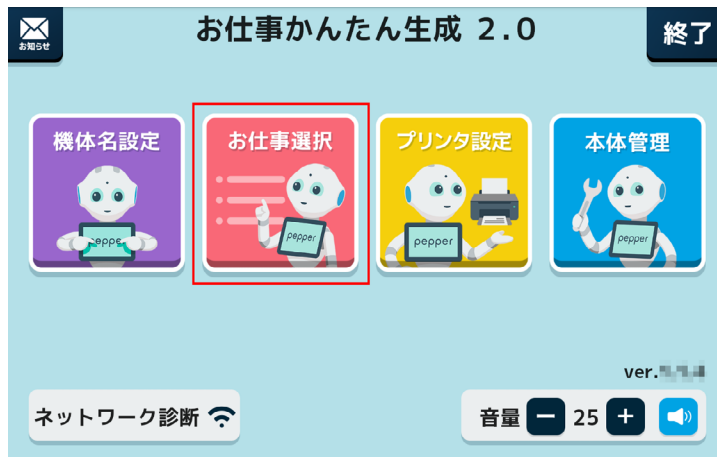 お知らせ
お仕事かんたん生成 2.0
終了
機体名設定
お仕事選択
プリンタ設定
本体管理
pepper
pepper
pepper
ver.
ネットワーク診断
音量 25